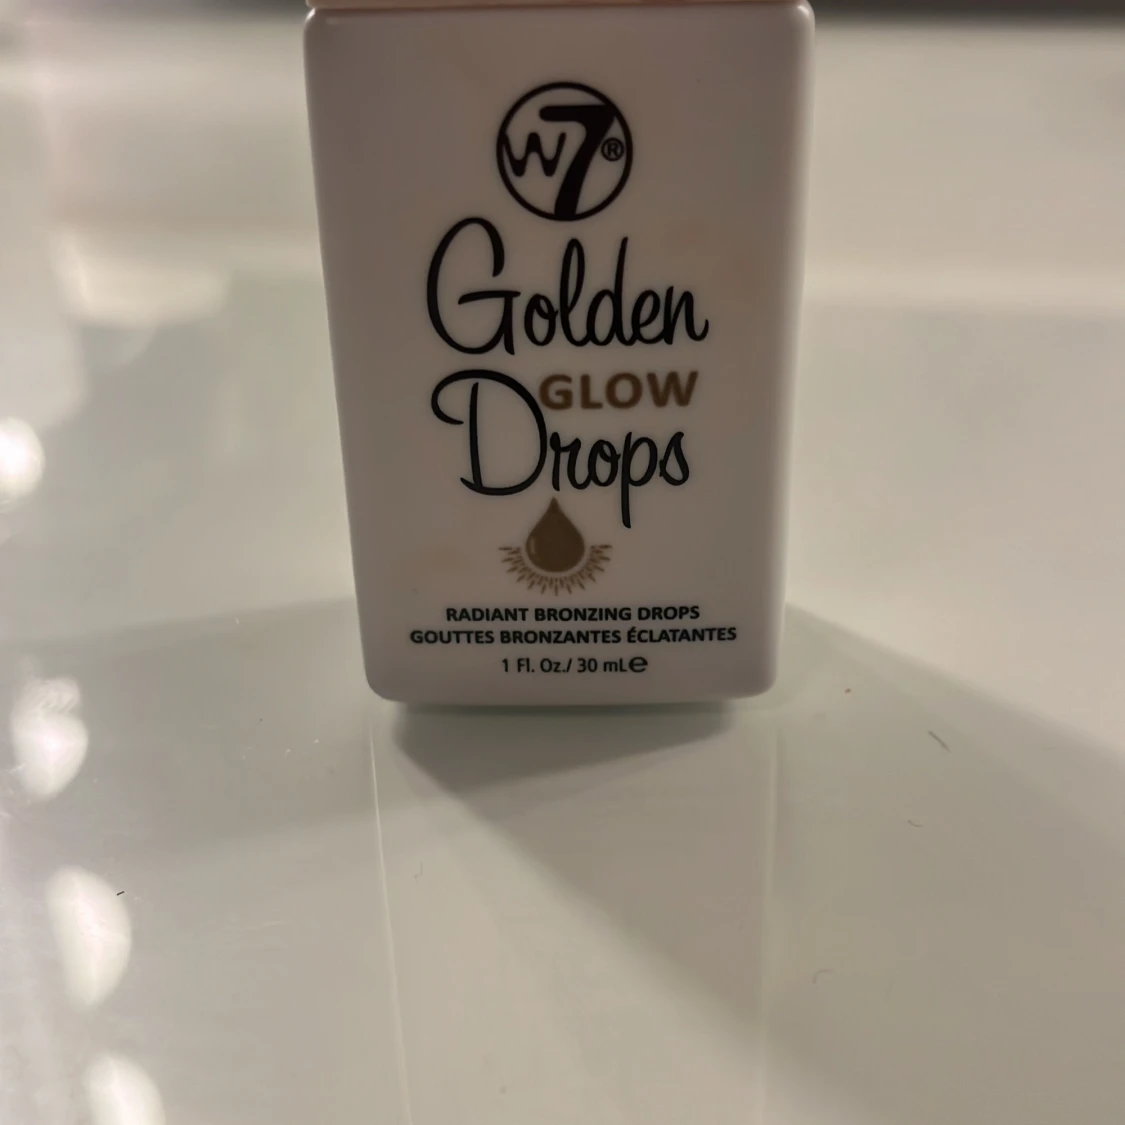 W7®
Golden
GLOW
Drops
RADIANT BRONZING DROPS
GOUTTES BRONZANTES ÉCLATANTES
1 Fl. Oz./ 30 mL℮